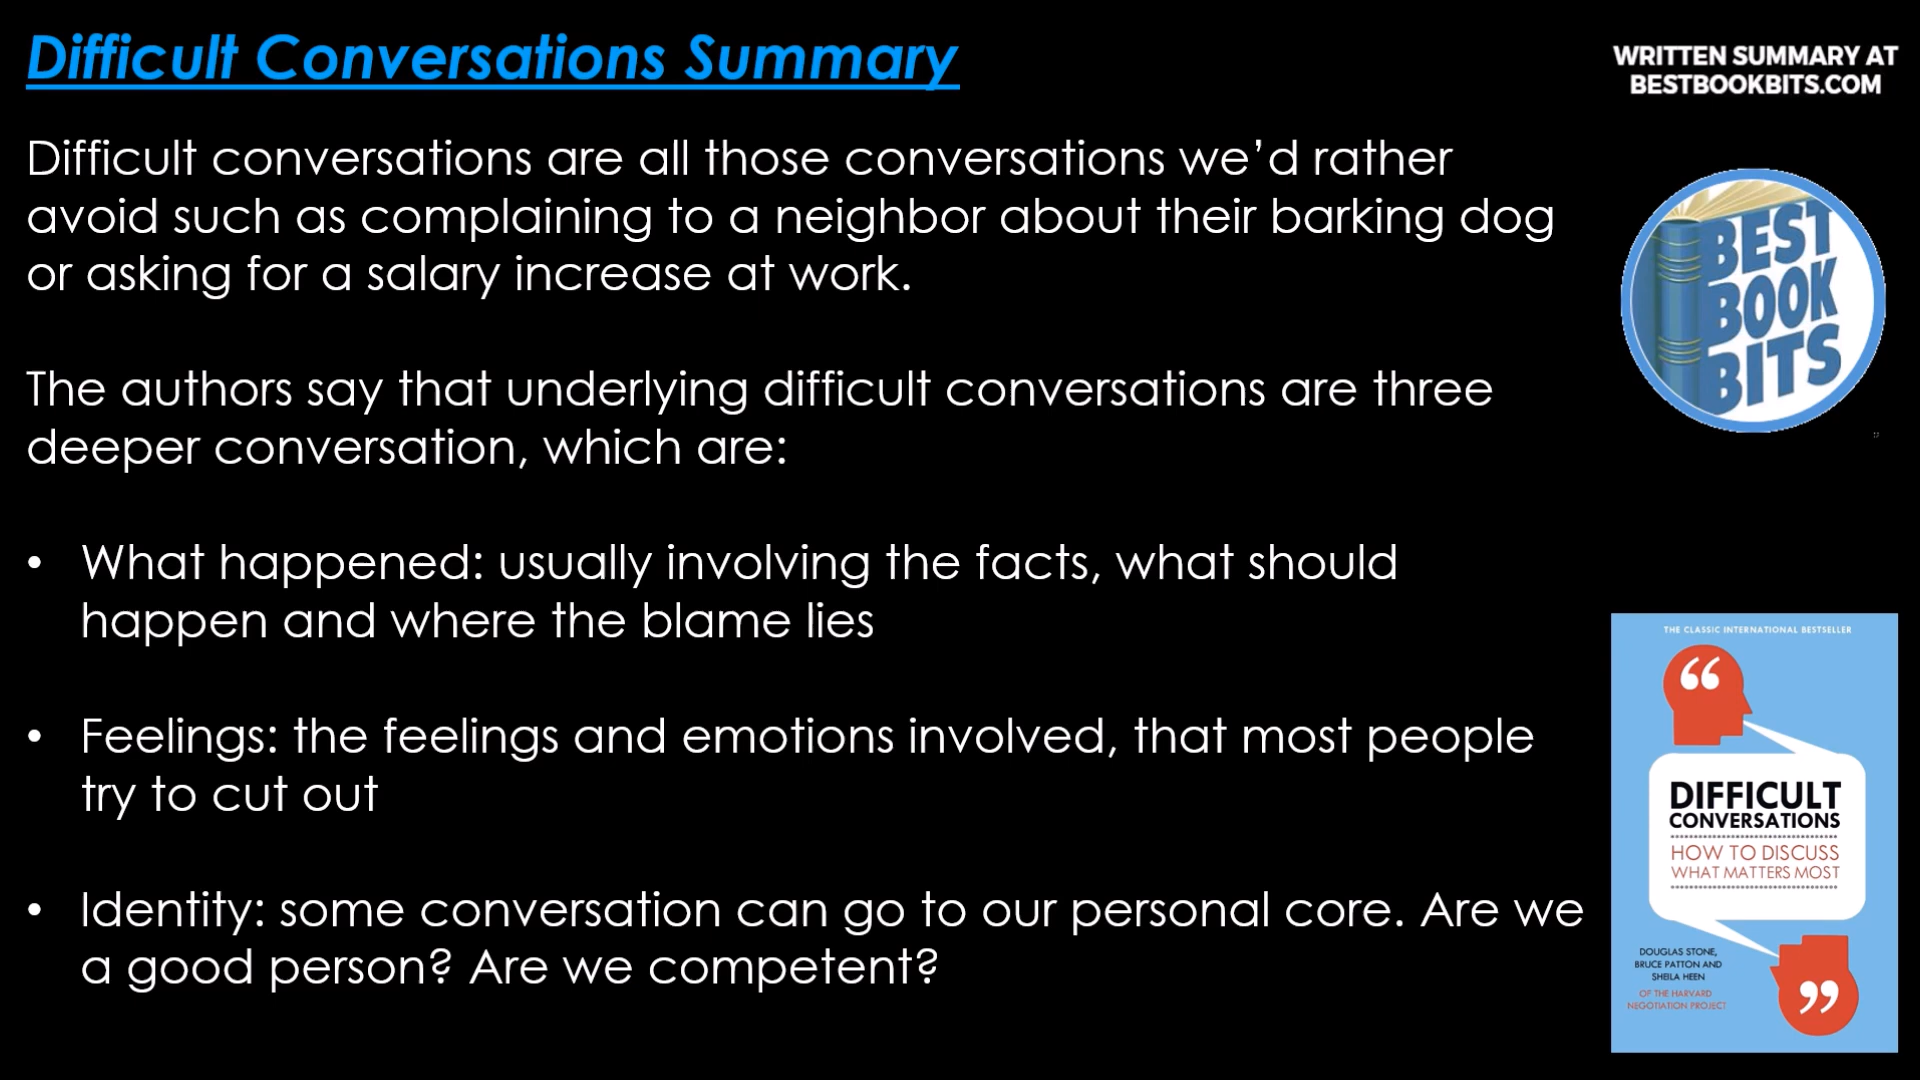 Difficult Conversations Summary
WRITTEN SUMMARY AT
BESTBOOKBITS.COM
Difficult conversations are all those conversations we’d rather
avoid such as complaining to a neighbor about their barking dog
or asking for a salary increase at work.
The authors say that underlying difficult conversations are three
deeper conversation, which are:
• What happened: usually involving the facts, what should
happen and where the blame lies
• Feelings: the feelings and emotions involved, that most people
try to cut out
• Identity: some conversation can go to our personal core. Are we
a good person? Are we competent?
BEST
BOOK
BITS
THE CLASSIC INTERNATIONAL BESTSELLER
“
DIFFICULT
CONVERSATIONS
HOW TO DISCUSS
WHAT MATTERS MOST
DOUGLAS STONE,
BRUCE PATTON AND
SHEILA HEEN
OF THE HARVARD
NEGOTIATION PROJECT
”